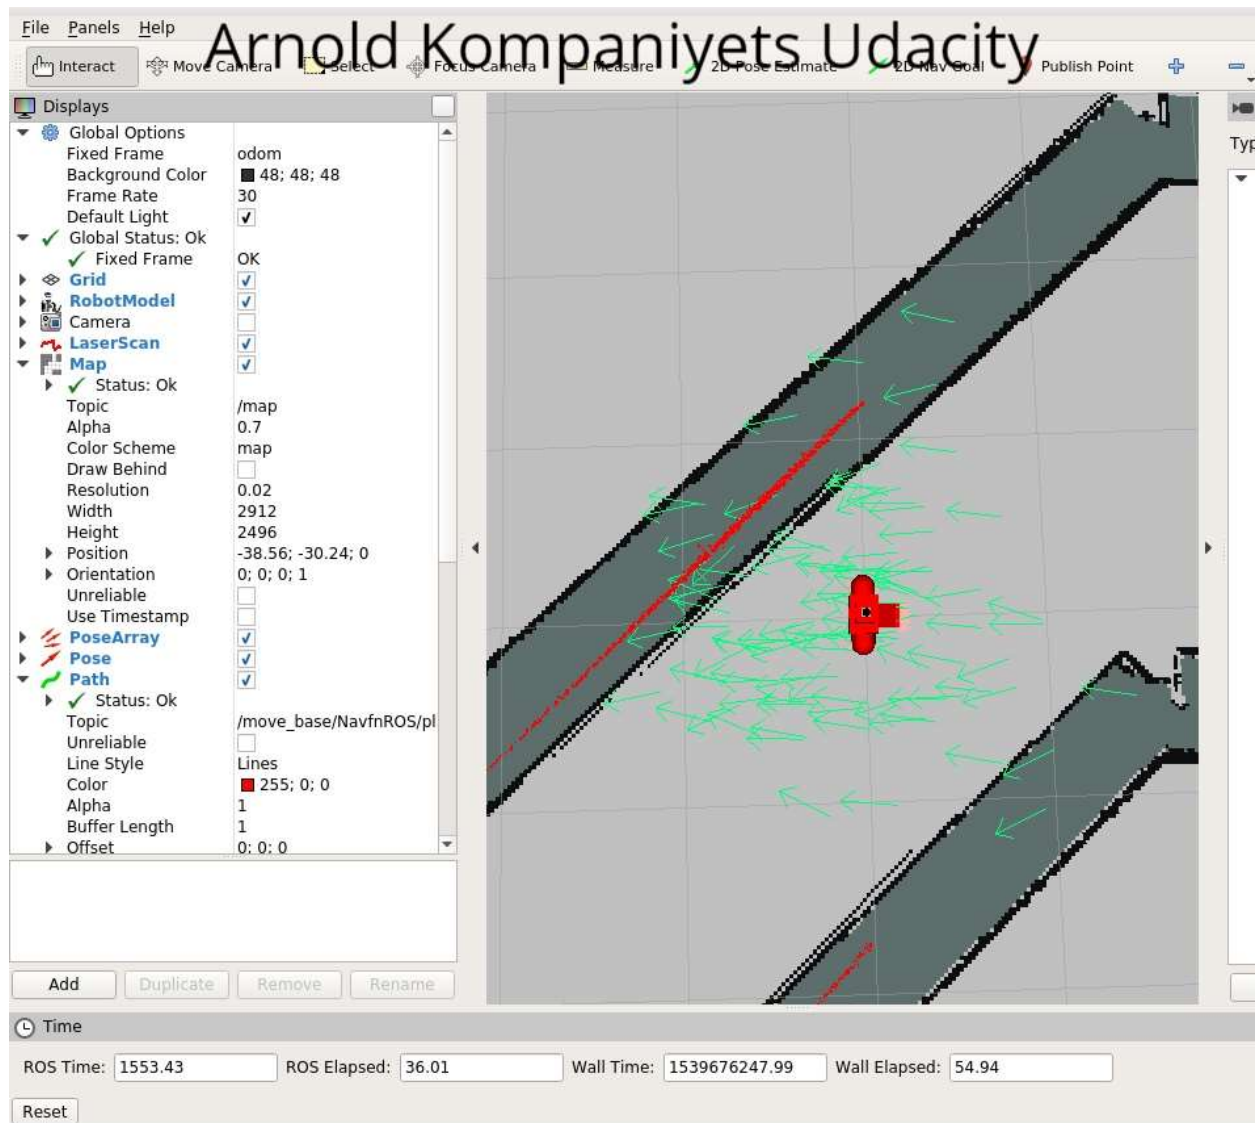 Arnold Kompaniyets Udacity
File Panels Help
Interact Move Camera Select Focus Camera Measure 2D Pose Estimate 2D Nav Goal Publish Point
Displays
Global Options
Fixed Frame odom
Background Color 48; 48; 48
Frame Rate 30
Default Light
Global Status: Ok
Fixed Frame OK
Grid
RobotModel
Camera
LaserScan
Map
Status: Ok
Topic /map
Alpha 0.7
Color Scheme map
Draw Behind
Resolution 0.02
Width 2912
Height 2496
Position -38.56; -30.24; 0
Orientation 0; 0; 0; 1
Unreliable
Use Timestamp
PoseArray
Pose
Path
Status: Ok
Topic /move_base/NavfnROS/pl
Unreliable
Line Style Lines
Color 255; 0; 0
Alpha 1
Buffer Length 1
Offset 0; 0; 0
Add Duplicate Remove Rename
Typ
Time
ROS Time: 1553.43 ROS Elapsed: 36.01 Wall Time: 1539676247.99 Wall Elapsed: 54.94
Reset